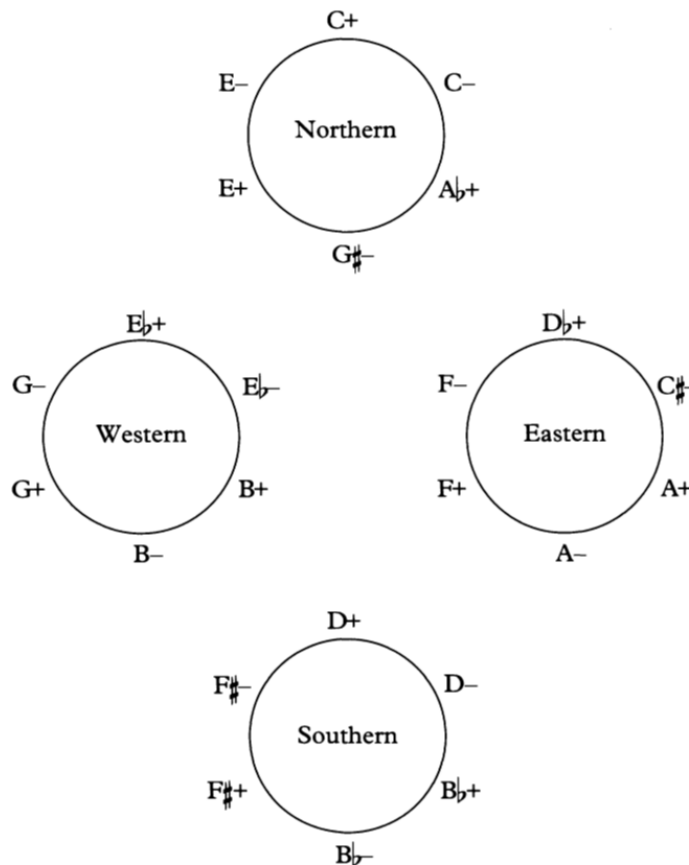 C+
E– C–
Northern
E+ A♭+
G♯–
E♭+ D♭+
G– E♭– F– C♯–
Western Eastern
G+ B+ F+ A+
B– A–
D+
F♯– D–
Southern
F♯+ B♭+
B♭–